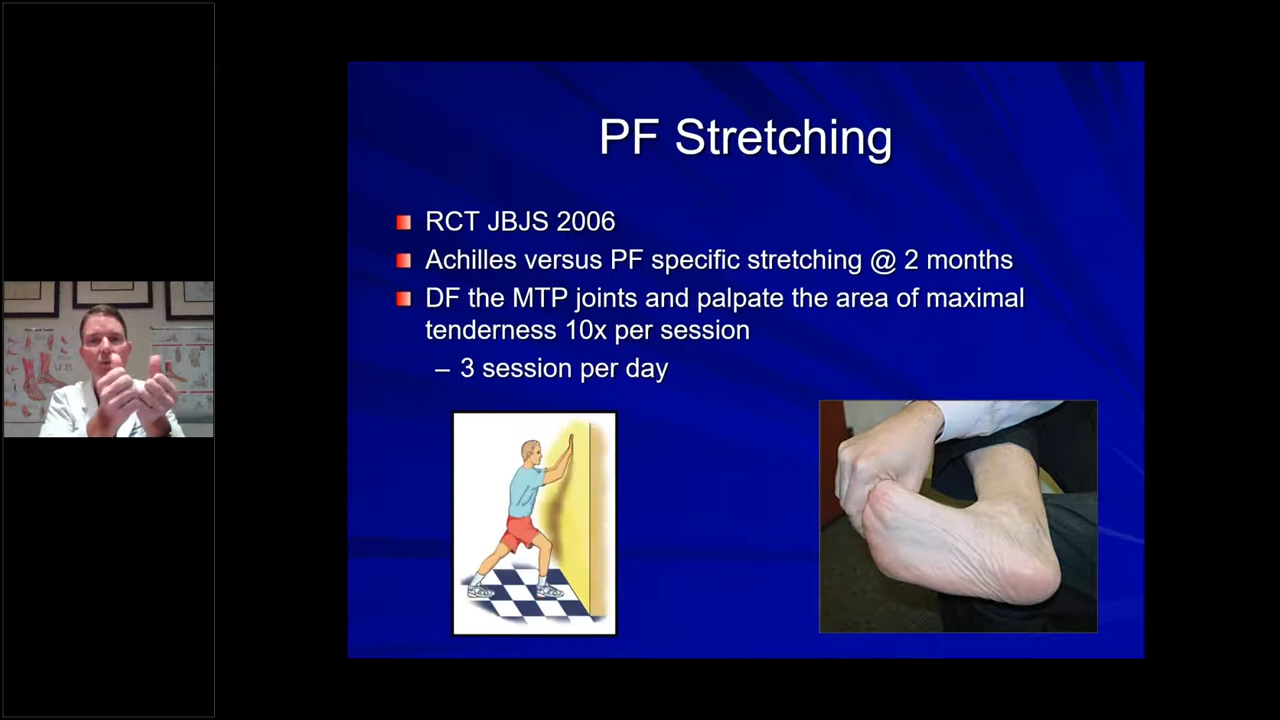 PF Stretching
RCT JBJS 2006
Achilles versus PF specific stretching @ 2 months
DF the MTP joints and palpate the area of maximal
tenderness 10x per session
– 3 session per day